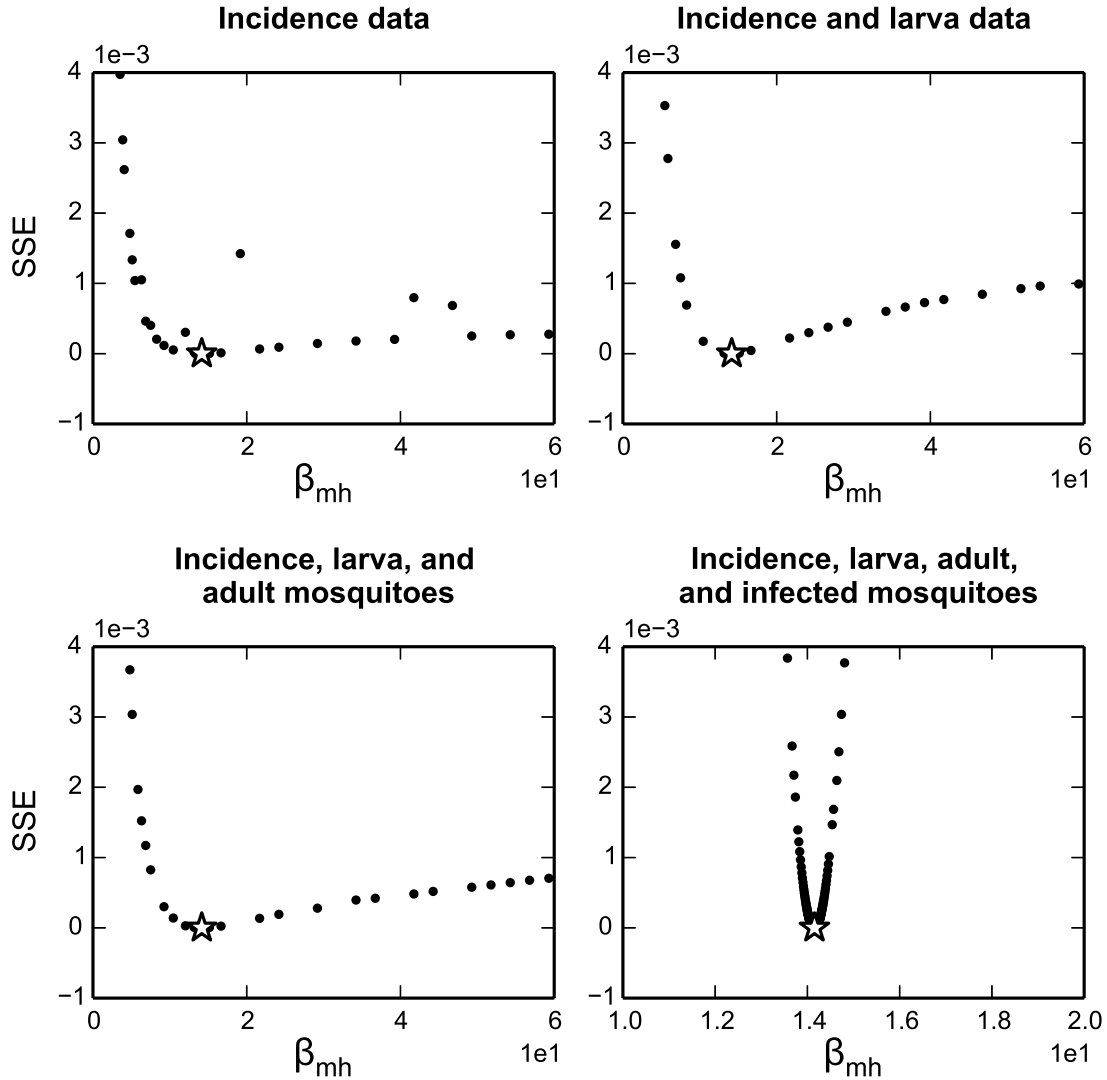 Incidence data
1e−3
4
3
2
1
0
−1
SSE
0 2 4 6
1e1
βmh
Incidence and larva data
1e−3
4
3
2
1
0
−1
0 2 4 6
1e1
βmh
Incidence, larva, and
adult mosquitoes
1e−3
4
3
2
1
0
−1
SSE
0 2 4 6
1e1
βmh
Incidence, larva, adult,
and infected mosquitoes
1e−3
4
3
2
1
0
−1
1.0 1.2 1.4 1.6 1.8 2.0
1e1
βmh